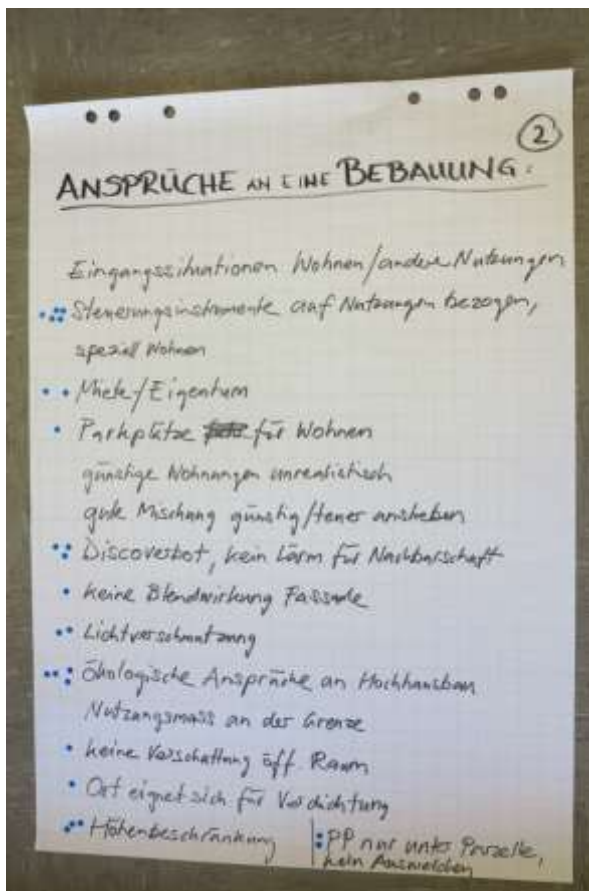 2
ANSPRÜCHE AN EINE BEBAUUNG:
Eingangssituationen Wohnen/andere Nutzungen
Steuerungsinstrumente auf Nutzungen bezogen,
speziell Wohnen
Miete/Eigentum
Parkplätze für Wohnen
günstige Wohnungen unrealistisch
gute Mischung günstig/teuer anstreben
Discoverbot, kein Lärm für Nachbarschaft
keine Blendwirkung Fassade
Lichtverschmutzung
ökologische Ansprüche an Hochhausbau
Nutzungsmass an der Grenze
keine Verschattung öff. Raum
Ort eignet sich für Verdichtung
Höhenbeschränkung
PP nur unter Parzelle,
kein Ausweichen